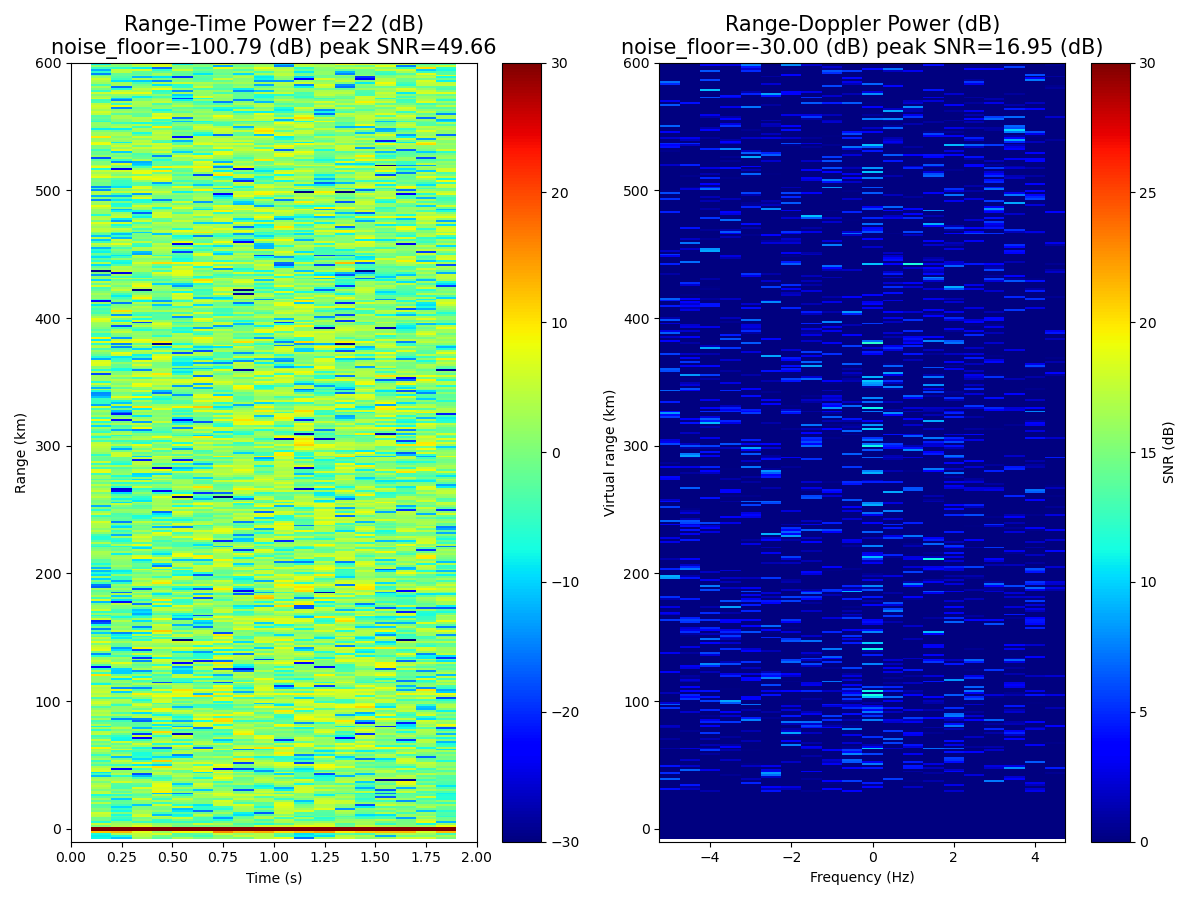 Range-Time Power f=22 (dB)
noise_floor=-100.79 (dB) peak SNR=49.66
600
500
400
300
200
100
0
Range (km)
0.00 0.25 0.50 0.75 1.00 1.25 1.50 1.75 2.00
Time (s)
30
20
10
0
−10
−20
−30
Range-Doppler Power (dB)
noise_floor=-30.00 (dB) peak SNR=16.95 (dB)
600
500
400
300
200
100
0
Virtual range (km)
−4 −2 0 2 4
Frequency (Hz)
30
25
20
15
10
5
0
SNR (dB)